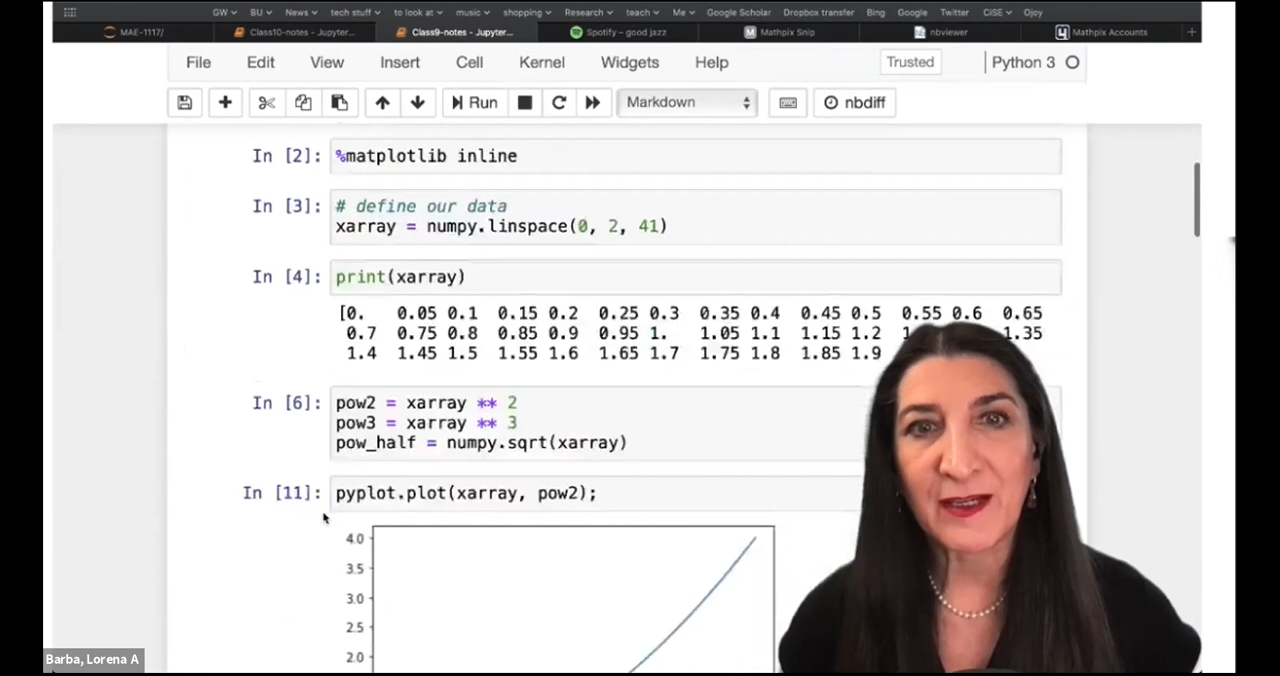 GW BU News tech stuff to look at music shopping Research teach Me Google Scholar Dropbox transfer Bing Google Twitter CiSE Ojoy
MAE-1117/ Class10-notes - Jupyter... Class9-notes - Jupyter... Spotify – good jazz Mathpix Snip nbviewer Mathpix Accounts
File Edit View Insert Cell Kernel Widgets Help Trusted Python 3
Run Markdown nbdiff
In [2]: %matplotlib inline
In [3]: # define our data
xarray = numpy.linspace(0, 2, 41)
In [4]: print(xarray)
[0. 0.05 0.1 0.15 0.2 0.25 0.3 0.35 0.4 0.45 0.5 0.55 0.6 0.65
0.7 0.75 0.8 0.85 0.9 0.95 1. 1.05 1.1 1.15 1.2 1.35
1.4 1.45 1.5 1.55 1.6 1.65 1.7 1.75 1.8 1.85 1.9
In [6]: pow2 = xarray ** 2
pow3 = xarray ** 3
pow_half = numpy.sqrt(xarray)
In [11]: pyplot.plot(xarray, pow2);
4.0
3.5
3.0
2.5
2.0
Barba, Lorena A